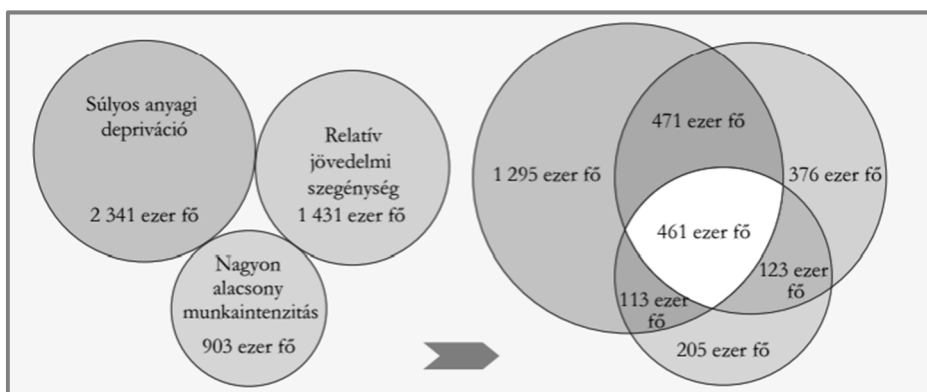 Súlyos anyagi
depriváció
2 341 ezer fő
Relatív
jövedelmi
szegénység
1 431 ezer fő
Nagyon
alacsony
munkaintenzitás
903 ezer fő
471 ezer fő
1 295 ezer fő
376 ezer fő
461 ezer fő
123 ezer
fő
113 ezer
fő
205 ezer fő